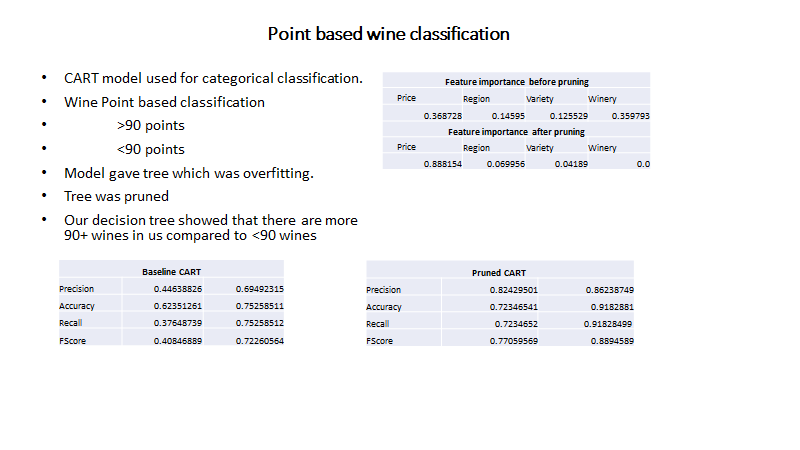 Point based wine classification
• CART model used for categorical classification.
• Wine Point based classification
• >90 points
• <90 points
• Model gave tree which was overfitting.
• Tree was pruned
• Our decision tree showed that there are more
90+ wines in us compared to <90 wines
Feature importance before pruning
Price Region Variety Winery
0.368728 0.14595 0.125529 0.359793
Feature importance after pruning
Price Region Variety Winery
0.888154 0.069956 0.04189 0.0
Baseline CART
Precision 0.44638826 0.69492315
Accuracy 0.62351261 0.75258511
Recall 0.37648739 0.75258512
FScore 0.40846889 0.72260564
Pruned CART
Precision 0.82429501 0.86238749
Accuracy 0.72346541 0.9182881
Recall 0.7234652 0.91828499
FScore 0.77059569 0.8894589